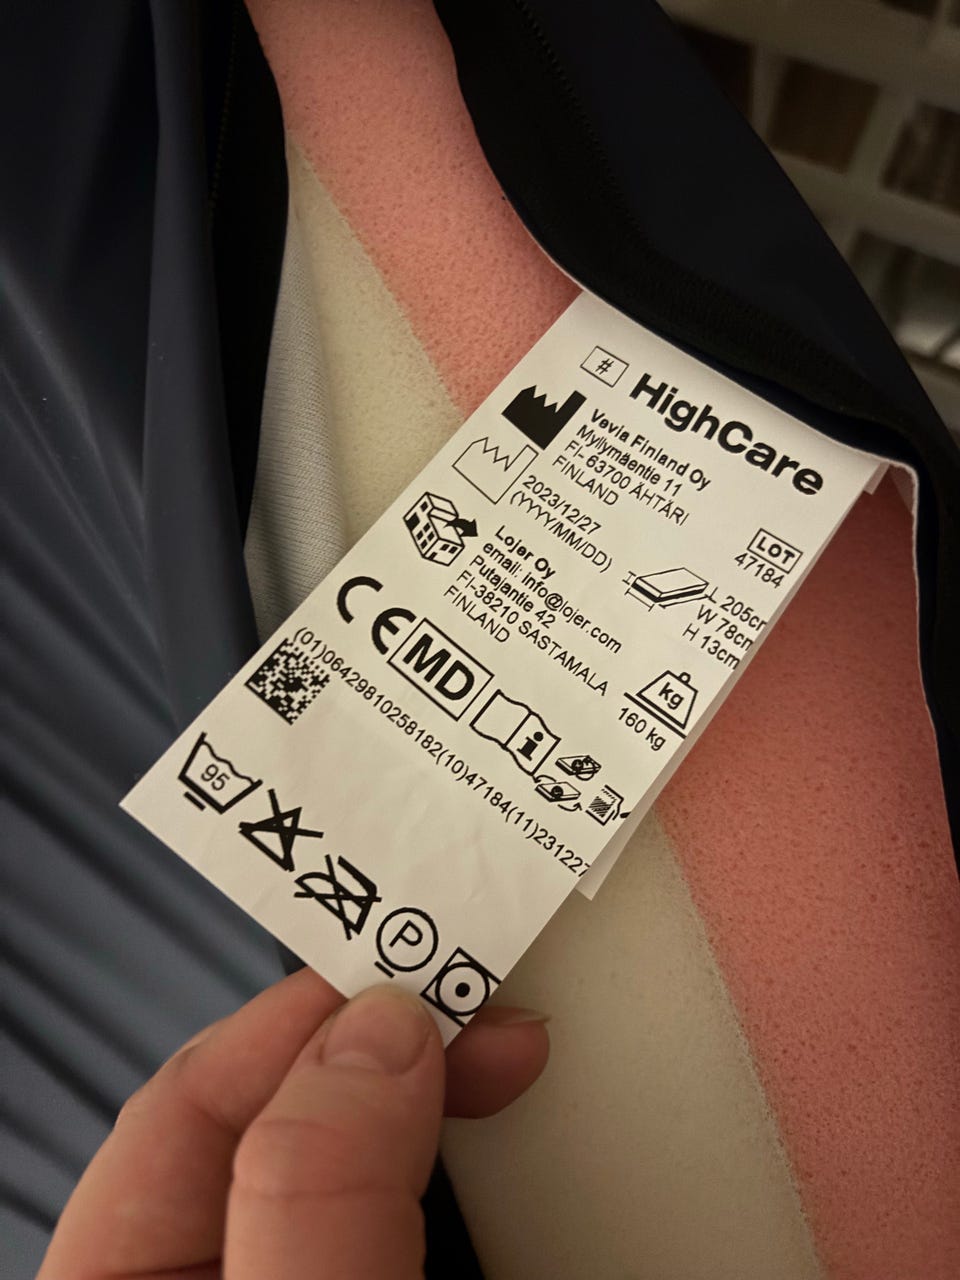 # HighCare
Vevia Finland Oy
Myllymäentie 11
FI- 63700 ÄHTÄRI
FINLAND
2023/12/27
(YYYY/MM/DD)
LOT
47184
Lojer Oy
email: info@lojer.com
Putajantie 42
FI-38210 SASTAMALA
FINLAND
L 205cm
W 78cm
H 13cm
kg
160 kg
CE MD
i
(01)06429810258182(10)47184(11)231227
95
P